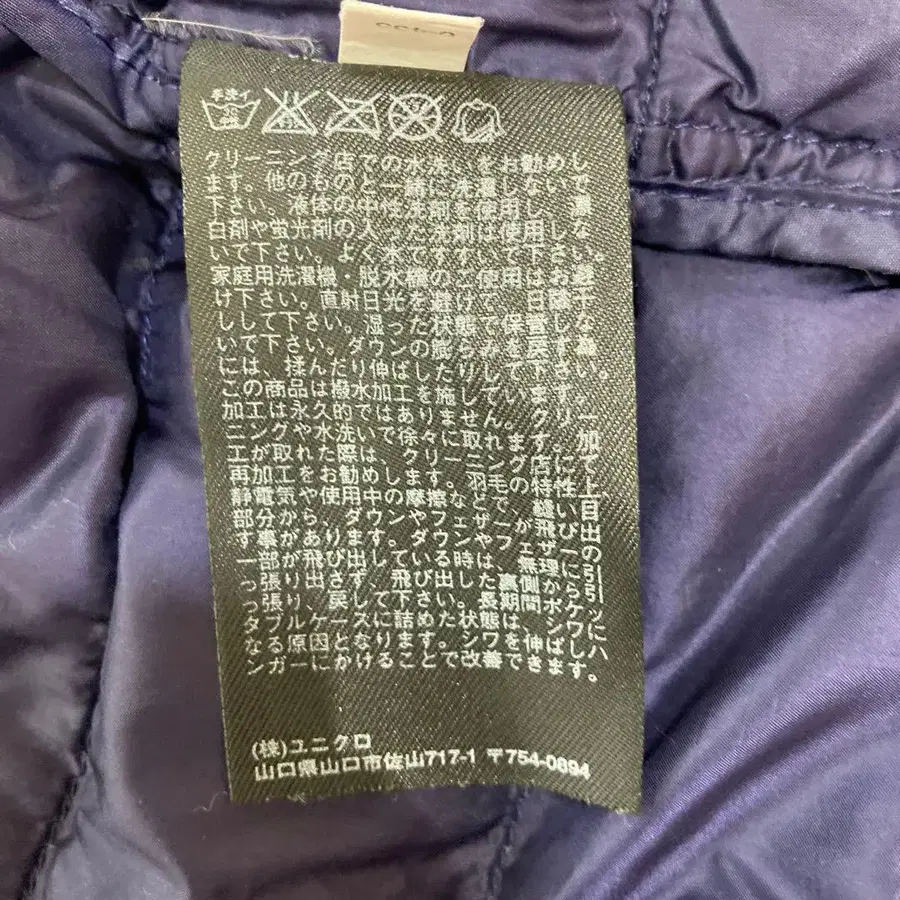 手洗イ
30
クリーニング店での水洗いをお勧めし
ます。他のものと一緒に洗濯しないで
下さい。液体の中性洗剤を使用し、漂
白剤や蛍光剤の入った洗剤は使用しな
いで下さい。よく水ですすいで下さい。
家庭用洗濯機・脱水機のご使用はお避
け下さい。直射日光を避けて、日陰干
しして下さい。湿った状態で保管しな
いで下さい。ダウンの膨らみを戻す為
には、揉んだり伸ばしたりして下さい。
この商品は撥水加工を施しています。
加工は永久的ではありません。クリー
ニングや水洗いで徐々に取れます。加
工が取れた際は、クリーニング店にて
再加工をお勧めします。羽毛の特性上、
静電気や使用中の摩擦などで、縫い目
部分から、ダウンやフェザーが飛び出
す事があります。ダウンやフェザーの
一部が飛び出している時は、無理に引
っ張り出さず、飛び出した裏側から引
っ張り、戻して下さい。長期間ポケッ
タブルケースに詰めた状態は、シワに
なる原因となります。シワを伸ばし、ハ
ンガーにかけることで改善できます。
(株)ユニクロ
山口県山口市佐山717-1 〒754-0894